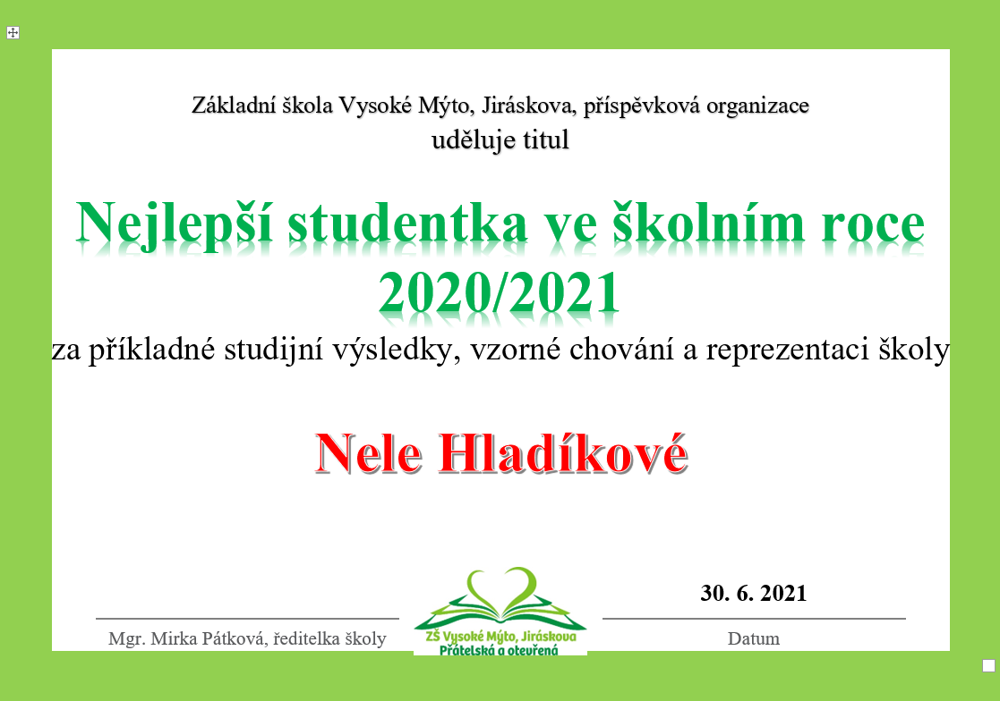 Základní škola Vysoké Mýto, Jiráskova, příspěvková organizace
uděluje titul
Nejlepší studentka ve školním roce
2020/2021
za příkladné studijní výsledky, vzorné chování a reprezentaci školy
Nele Hladíkové
30. 6. 2021
Mgr. Mirka Pátková, ředitelka školy
ZŠ Vysoké Mýto, Jiráskova
Přátelská a otevřená
Datum